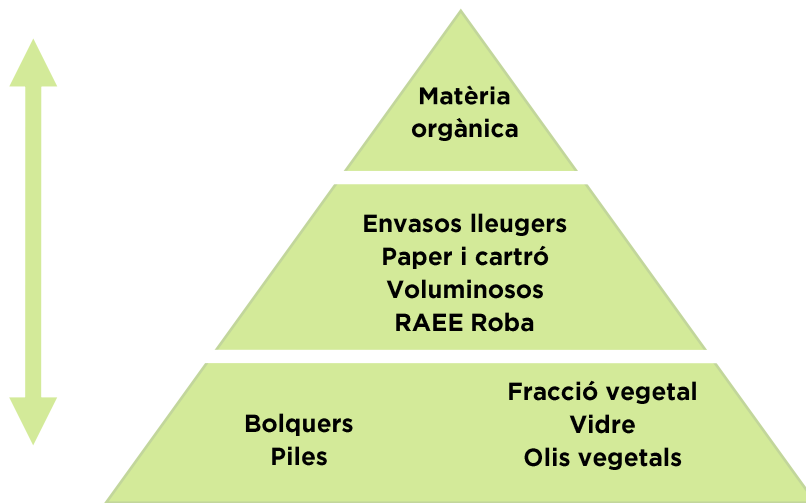 Matèria
orgànica
Envasos lleugers
Paper i cartró
Voluminosos
RAEE Roba
Bolquers
Piles
Fracció vegetal
Vidre
Olis vegetals